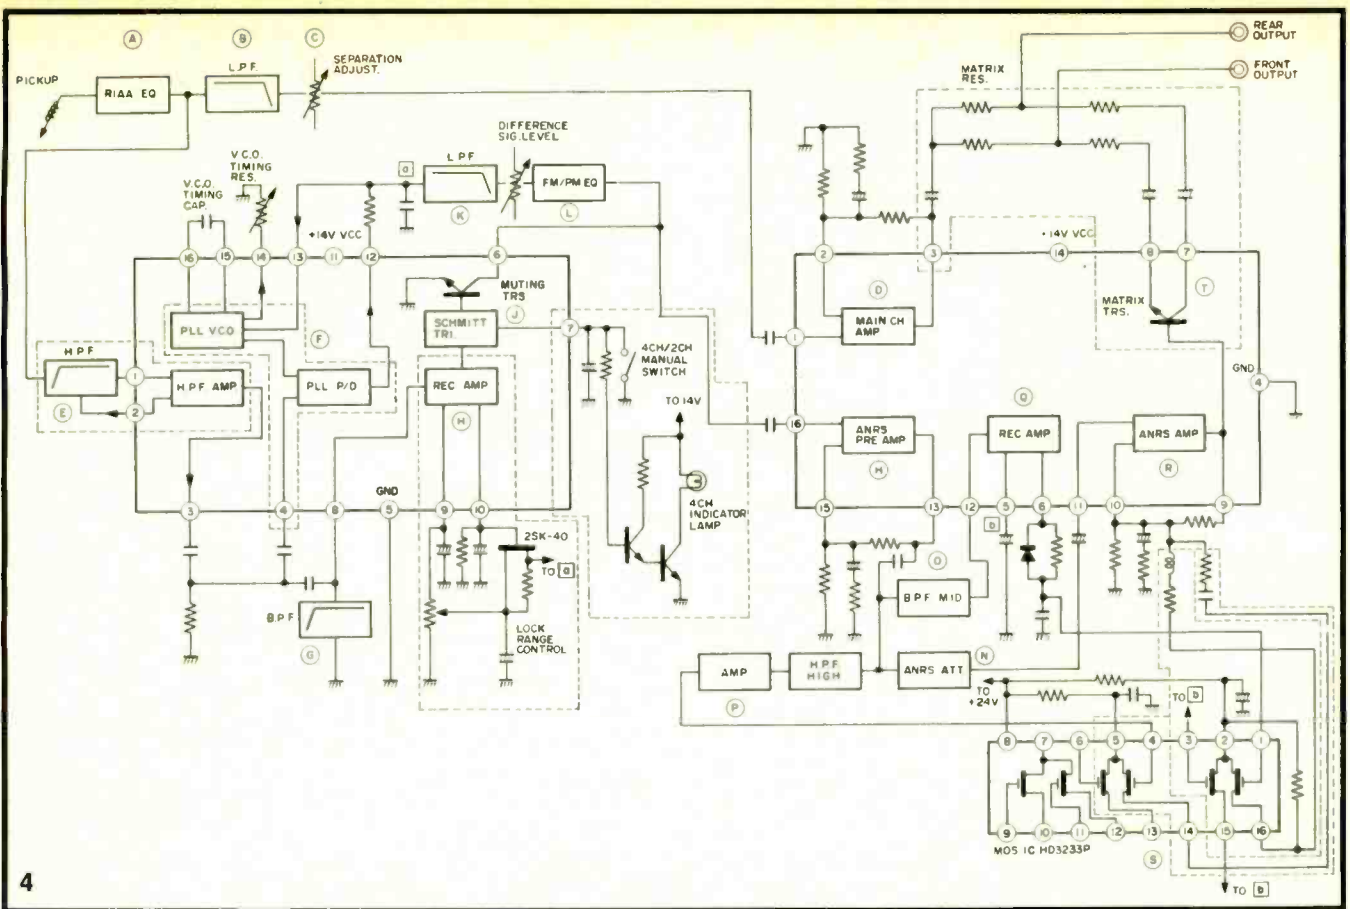 A
B
C
REAR
OUTPUT
FRONT
OUTPUT
PICKUP
RIAA EQ
L.P.F.
SEPARATION
ADJUST.
MATRIX
RES.
DIFFERENCE
SIG. LEVEL
V.C.O.
TIMING
RES.
V.C.O.
TIMING
CAP.
a
L.P.F
FM/PM EQ
K
L
+14V VCC
16
15
14
13
11
12
6
MUTING
TRS
PLL VCO
F
SCHMITT
TRI.
J
7
4CH/2CH
MANUAL
SWITCH
H.P.F
1
H.P.F AMP
E
2
PLL P/D
REC AMP
H
TO 14V
4CH
INDICATOR
LAMP
3
4
8
GND
5
9
10
2SK-40
TO a
B.P.F
G
LOCK
RANGE
CONTROL
+14V VCC
2
3
14
8
7
D
MAIN CH
AMP
1
MATRIX
TRS.
T
GND
4
16
ANRS
PRE AMP
M
Q
REC AMP
ANRS AMP
R
15
13
12
5
6
11
10
9
b
O
B.P.F MID
AMP
P
H.P.F
HIGH
ANRS ATT
N
TO
+24V
TO b
8
7
6
5
4
3
2
1
9
10
11
12
13
14
15
16
MOS IC HD3233P
S
TO b
4